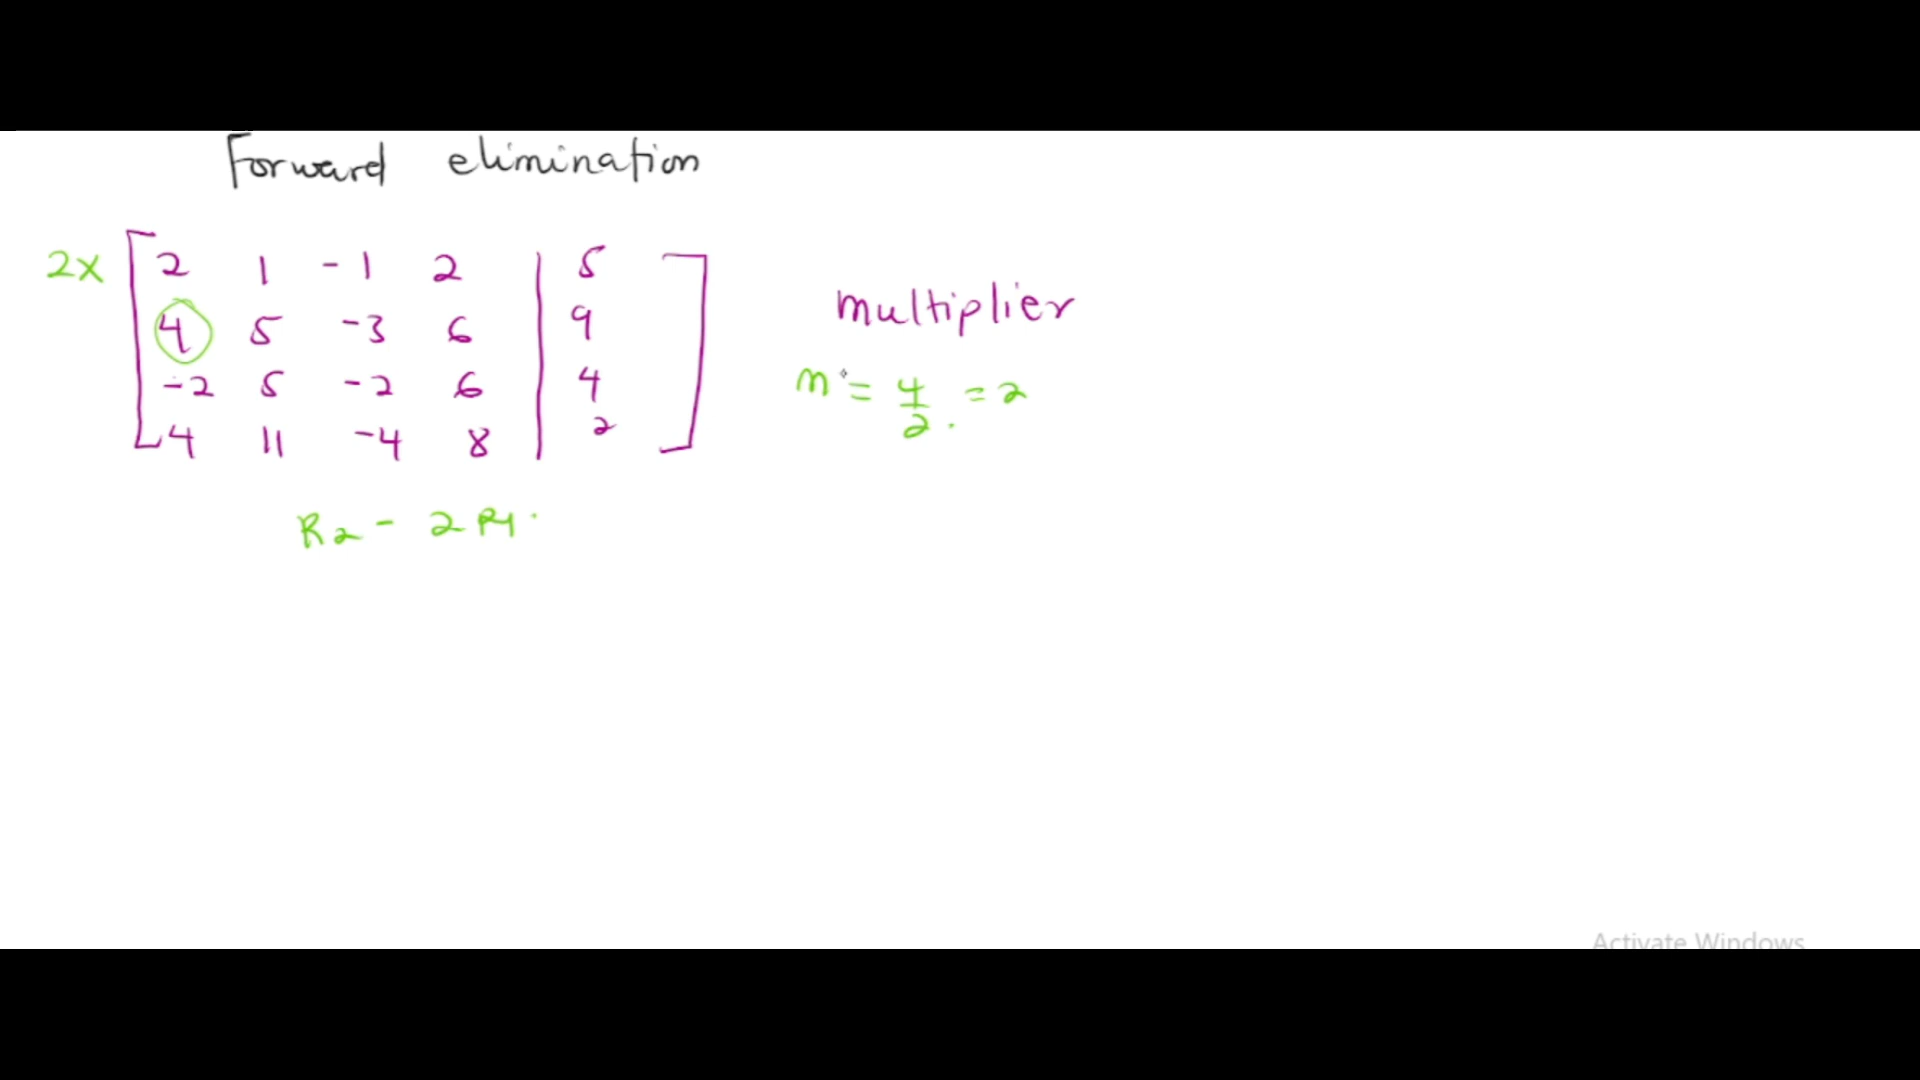 Forward elimination
2x [ 2 1 -1 2 | 5 ]
4 5 -3 6 | 9
-2 5 -2 6 | 4
4 11 -4 8 | 2
multiplier
m = 4/2. = 2
R2 - 2R1.
Activate Windows